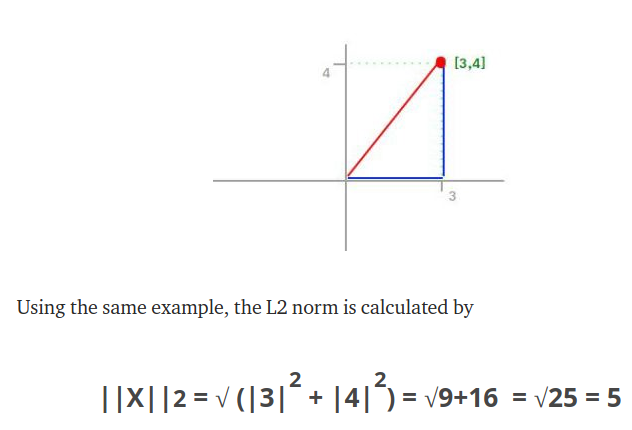 [3,4]
4
3
Using the same example, the L2 norm is calculated by
||X||2 = √ (|3|² + |4|²) = √9+16 = √25 = 5